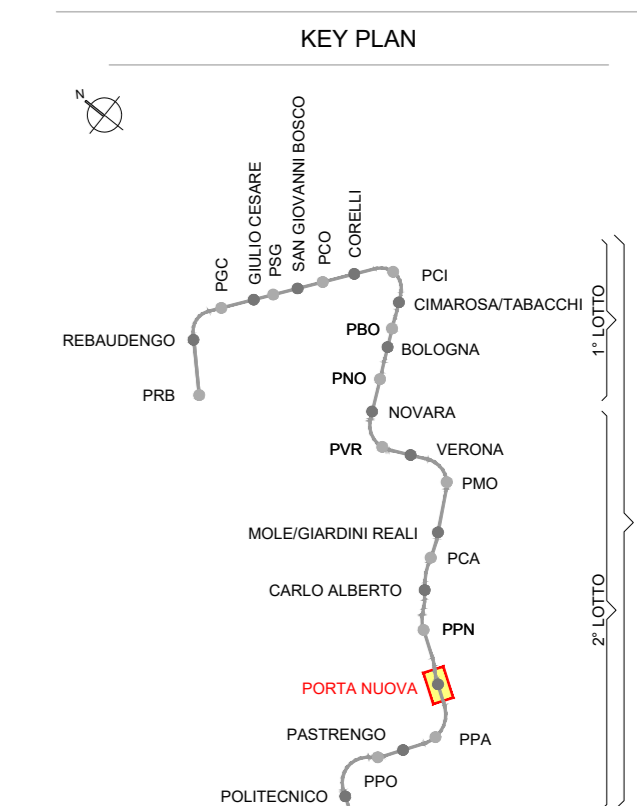 KEY PLAN
N
PGC
GIULIO CESARE
PSG
SAN GIOVANNI BOSCO
PCO
CORELLI
PCI
CIMAROSA/TABACCHI
1° LOTTO
REBAUDENGO
PBO
BOLOGNA
PNO
PRB
NOVARA
PVR
VERONA
PMO
MOLE/GIARDINI REALI
PCA
CARLO ALBERTO
2° LOTTO
PPN
PORTA NUOVA
PASTRENGO
PPA
PPO
POLITECNICO